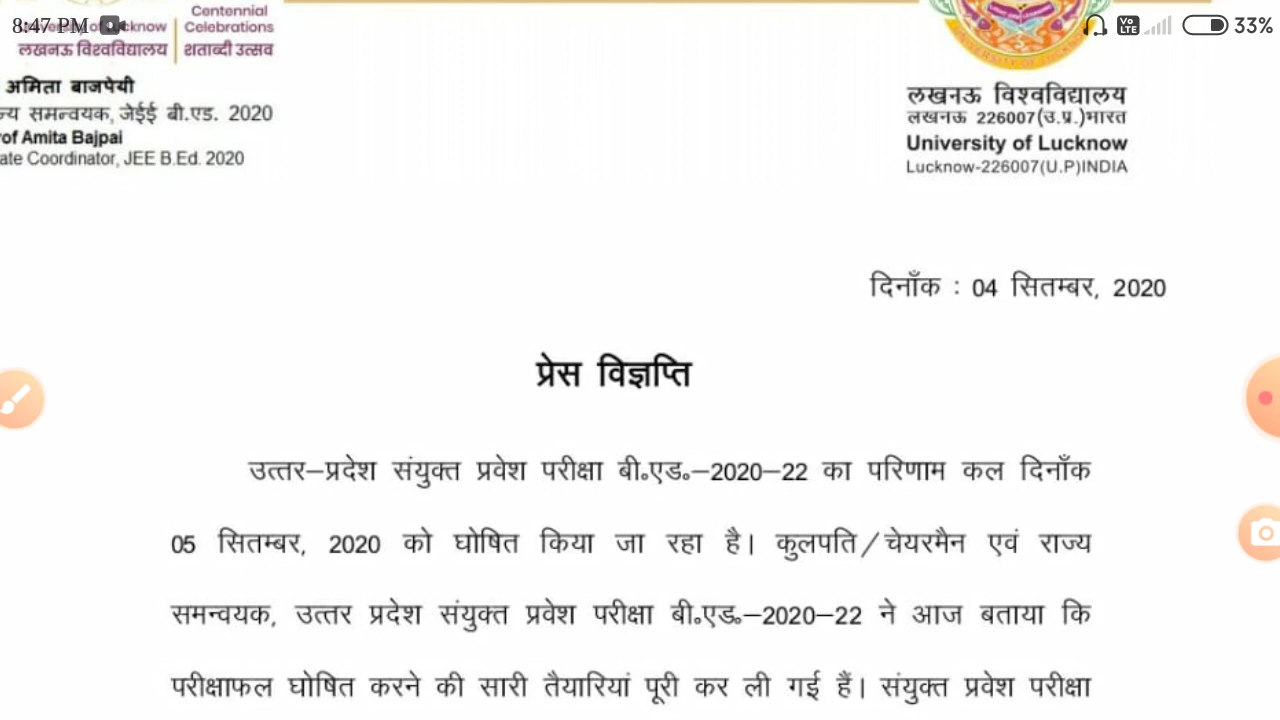 8:47 PM
33%
Centennial
Celebrations
लखनऊ विश्वविद्यालय
शताब्दी उत्सव
अमिता बाजपेयी
समन्वयक, जेईई बी.एड. 2020
Amita Bajpai
Coordinator, JEE B.Ed. 2020
UNIVERSITY OF
लखनऊ विश्वविद्यालय
लखनऊ 226007(उ.प्र.)भारत
University of Lucknow
Lucknow-226007(U.P)INDIA
दिनाँक : 04 सितम्बर, 2020
प्रेस विज्ञप्ति
उत्तर–प्रदेश संयुक्त प्रवेश परीक्षा बी॰एड॰–2020–22 का परिणाम कल दिनाँक
05 सितम्बर, 2020 को घोषित किया जा रहा है। कुलपति/चेयरमैन एवं राज्य
समन्वयक, उत्तर प्रदेश संयुक्त प्रवेश परीक्षा बी॰एड॰–2020–22 ने आज बताया कि
परीक्षाफल घोषित करने की सारी तैयारियां पूरी कर ली गई हैं। संयुक्त प्रवेश परीक्षा